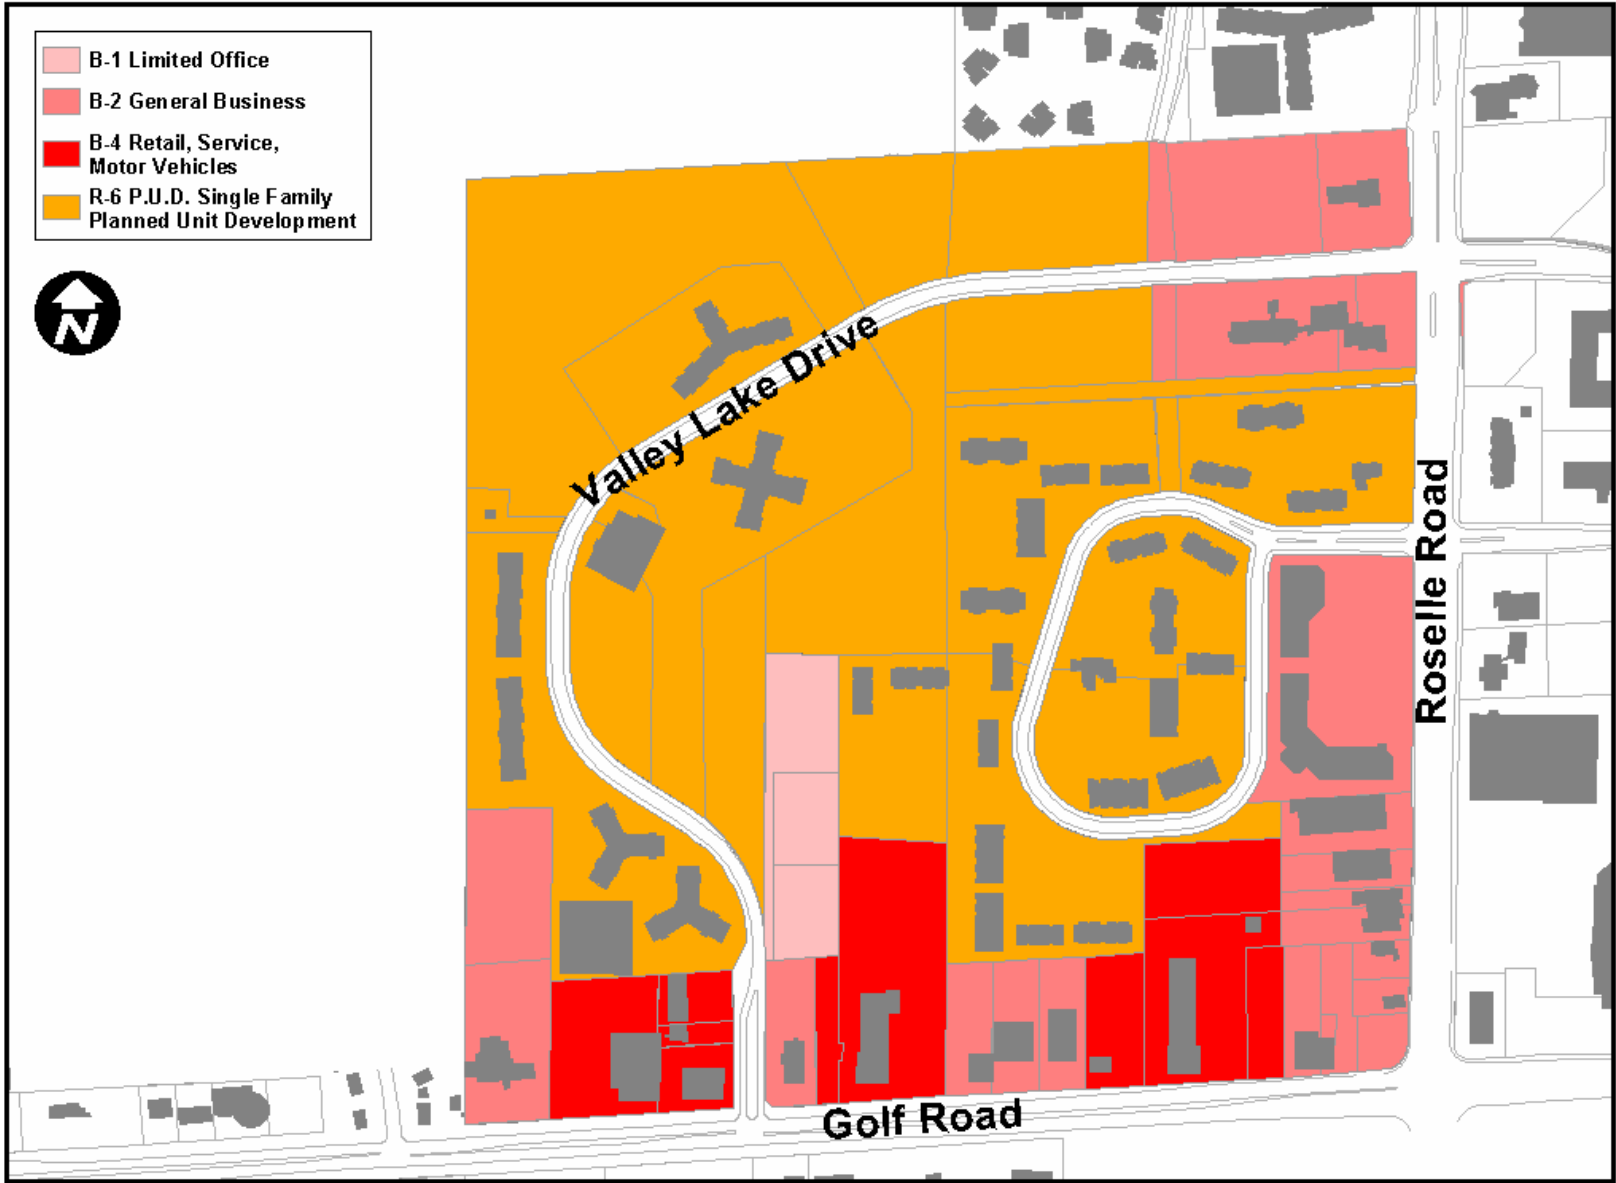 B-1 Limited Office
B-2 General Business
B-4 Retail, Service,
Motor Vehicles
R-6 P.U.D. Single Family
Planned Unit Development
N
Valley Lake Drive
Roselle Road
Golf Road